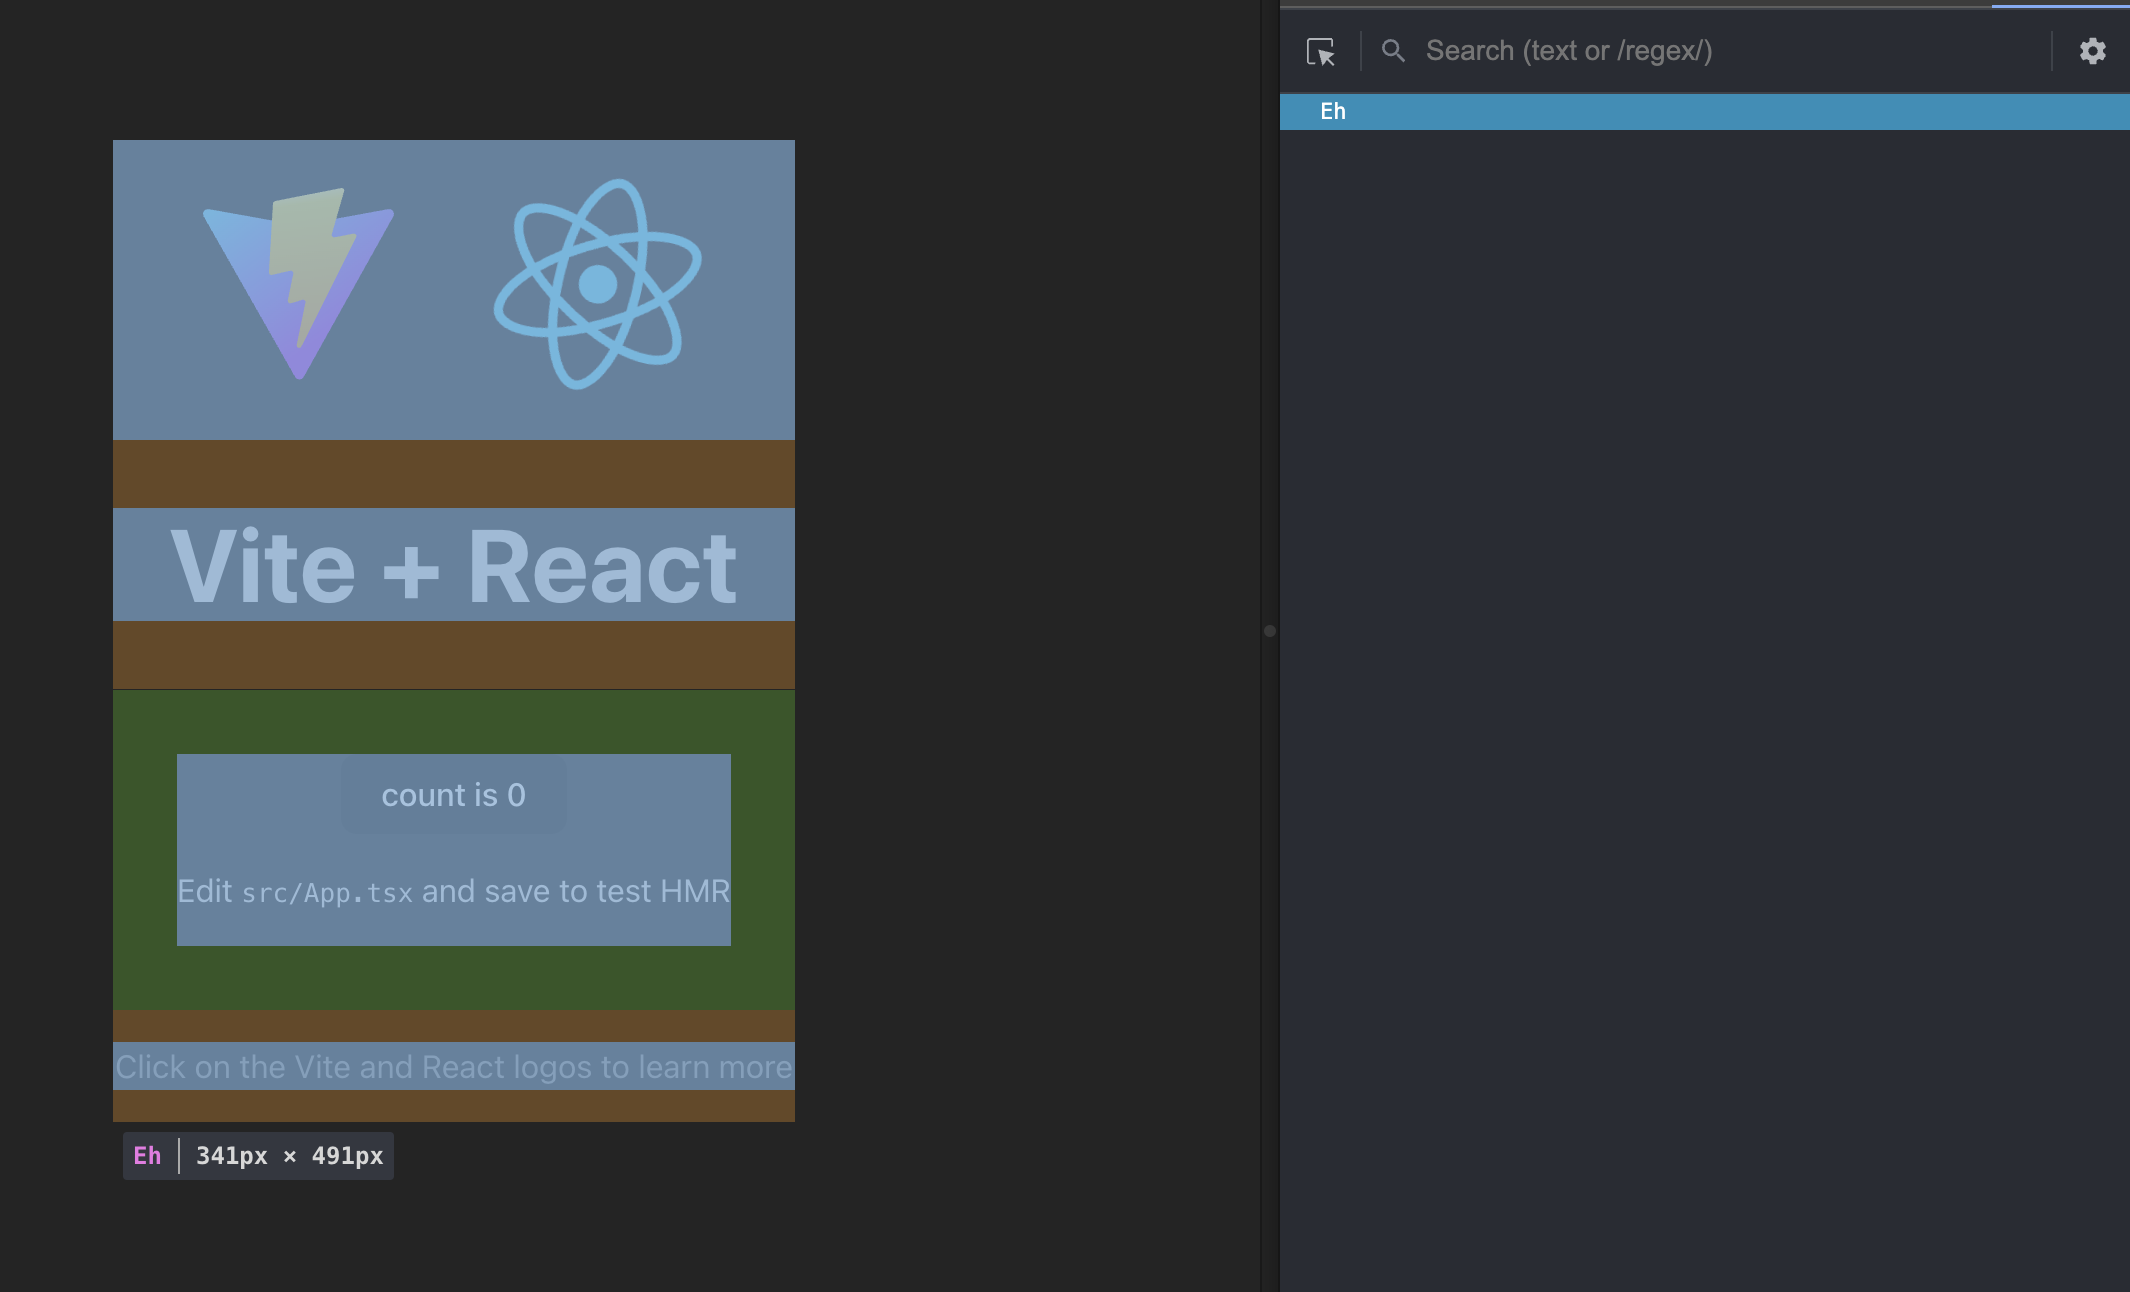 Search (text or /regex/)
Eh
Vite + React
count is 0
Edit src/App.tsx and save to test HMR
Click on the Vite and React logos to learn more
Eh 341px × 491px